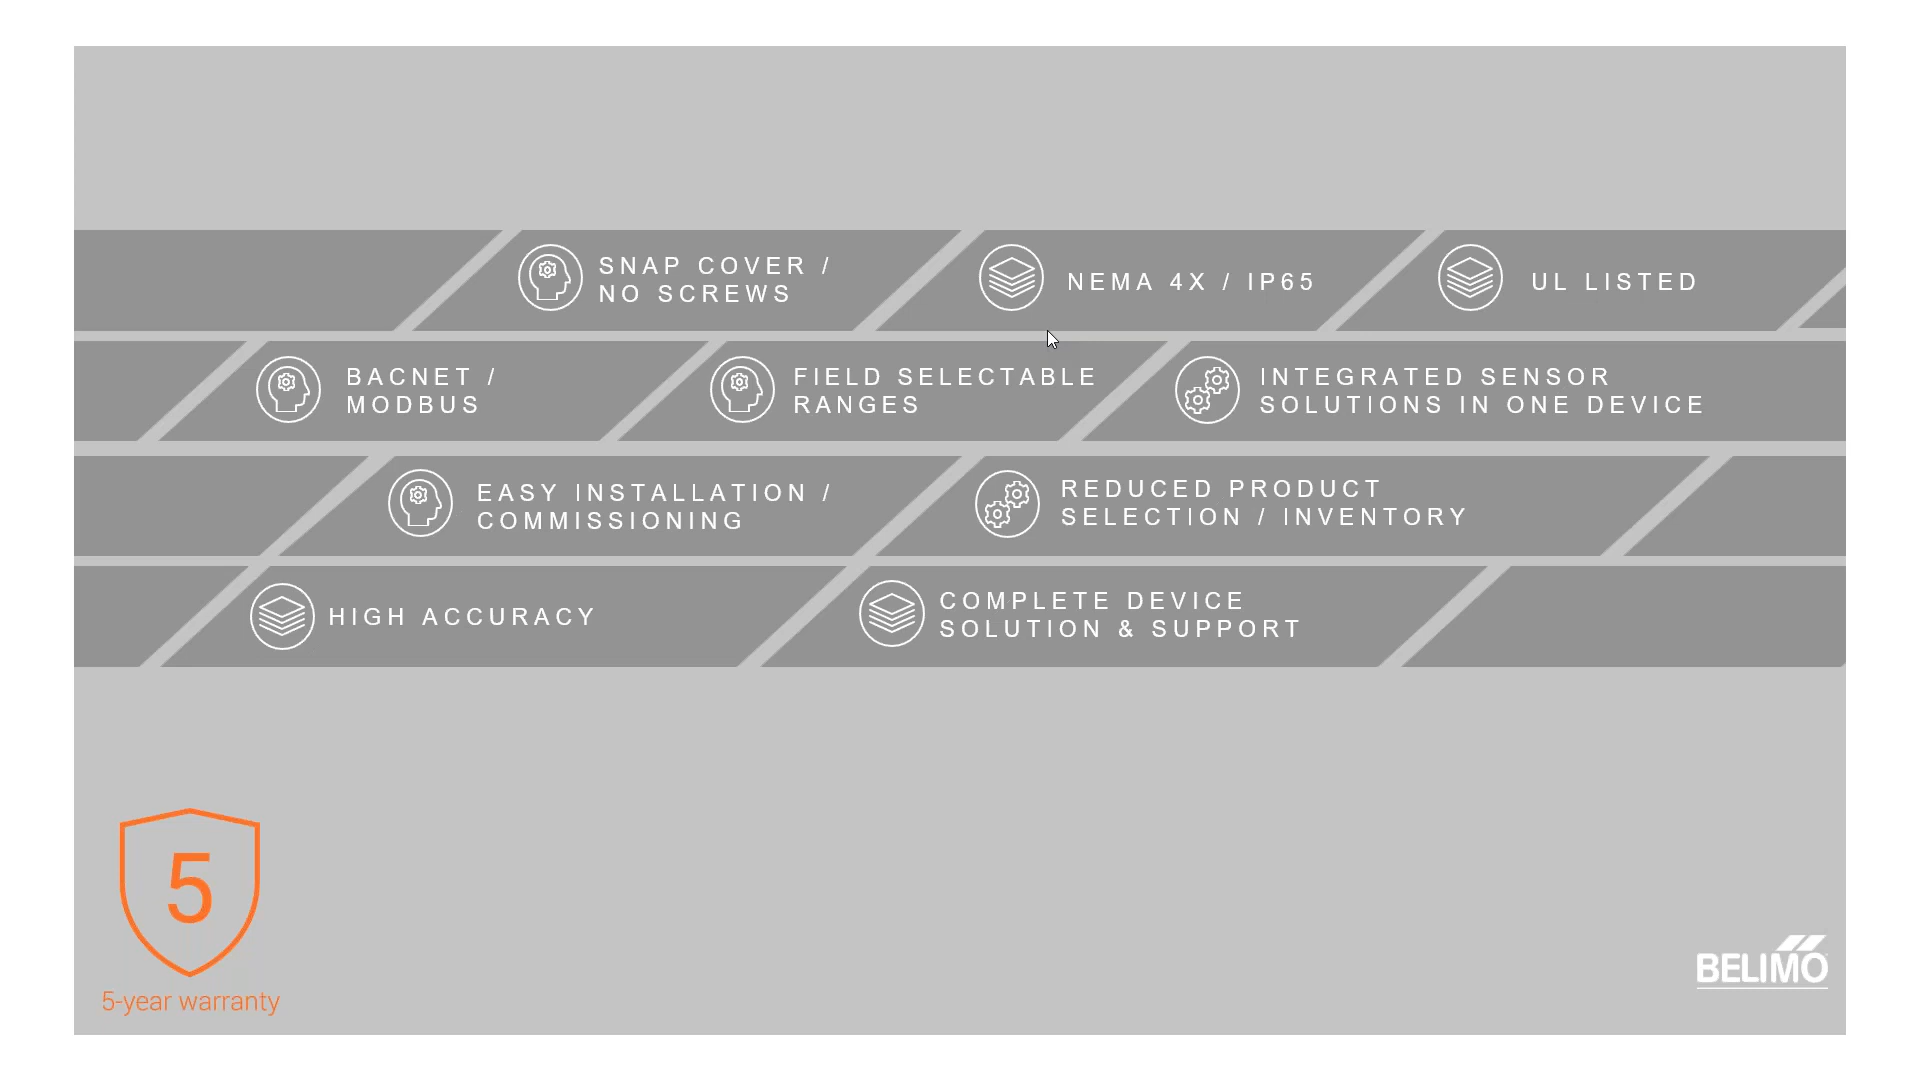 SNAP COVER /
NO SCREWS
NEMA 4X / IP65
UL LISTED
BACNET /
MODBUS
FIELD SELECTABLE
RANGES
INTEGRATED SENSOR
SOLUTIONS IN ONE DEVICE
EASY INSTALLATION /
COMMISSIONING
REDUCED PRODUCT
SELECTION / INVENTORY
HIGH ACCURACY
COMPLETE DEVICE
SOLUTION & SUPPORT
5
5-year warranty
BELIMO